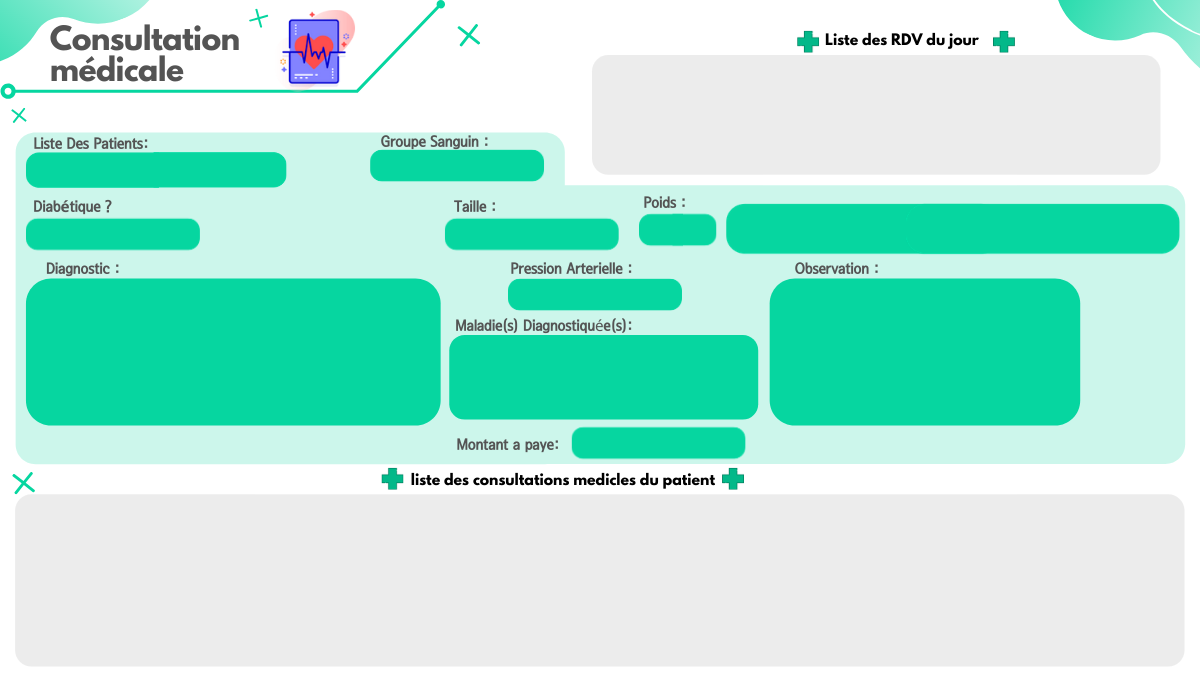 Consultation
médicale
Liste des RDV du jour
Liste Des Patients:
Groupe Sanguin :
Diabétique ?
Taille :
Poids :
Diagnostic :
Pression Arterielle :
Observation :
Maladie(s) Diagnostiquée(s):
Montant a paye:
liste des consultations medicles du patient